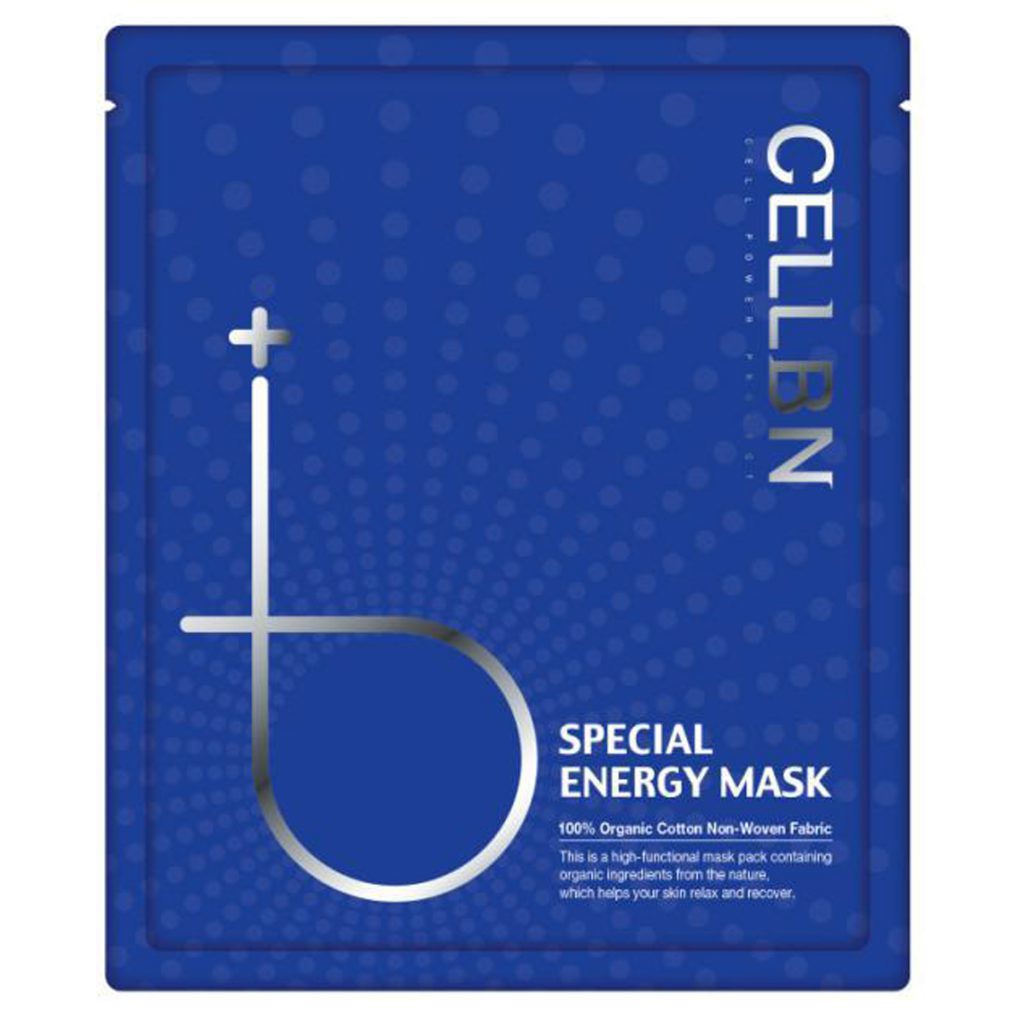 CELLBN
CELL POWER PROJECT
SPECIAL
ENERGY MASK
100% Organic Cotton Non-Woven Fabric
This is a high-functional mask pack containing
organic ingredients from the nature,
which helps your skin relax and recover.